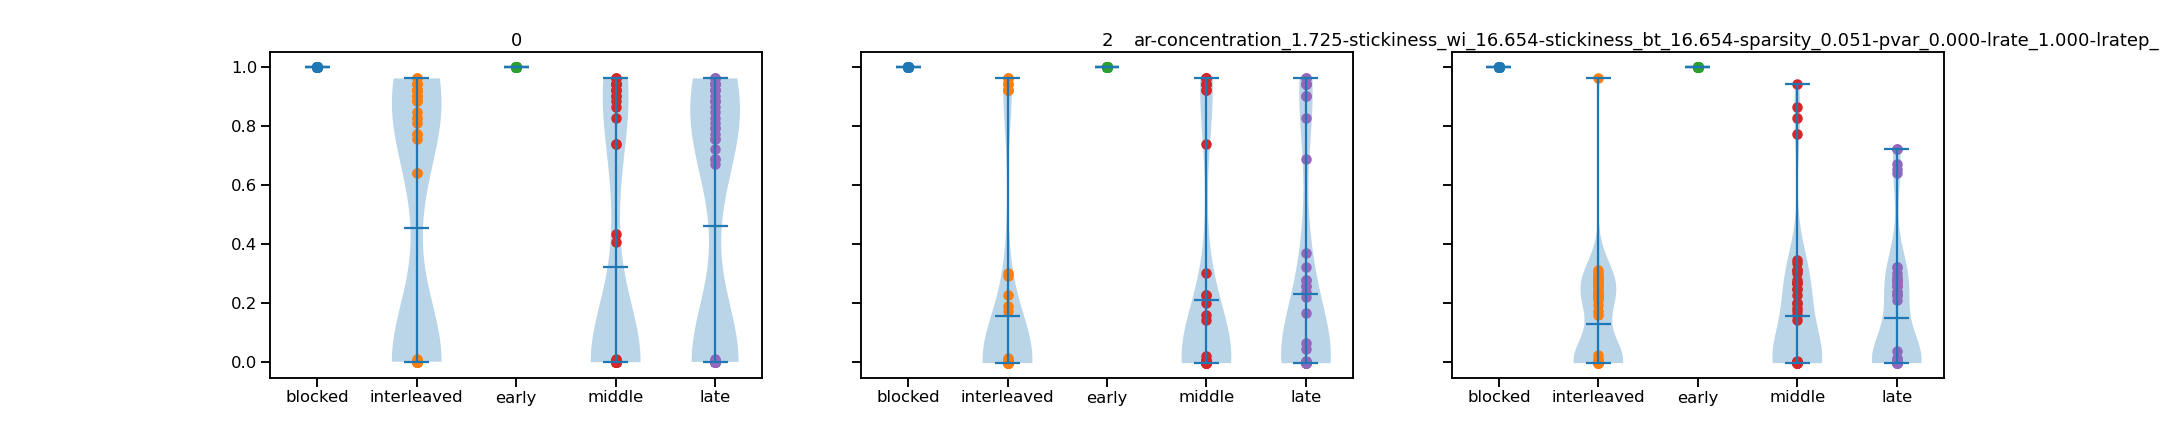 0
2 ar-concentration_1.725-stickiness_wi_16.654-stickiness_bt_16.654-sparsity_0.051-pvar_0.000-lrate_1.000-lratep_
1.0
0.8
0.6
0.4
0.2
0.0
blocked interleaved early middle late
blocked interleaved early middle late
blocked interleaved early middle late